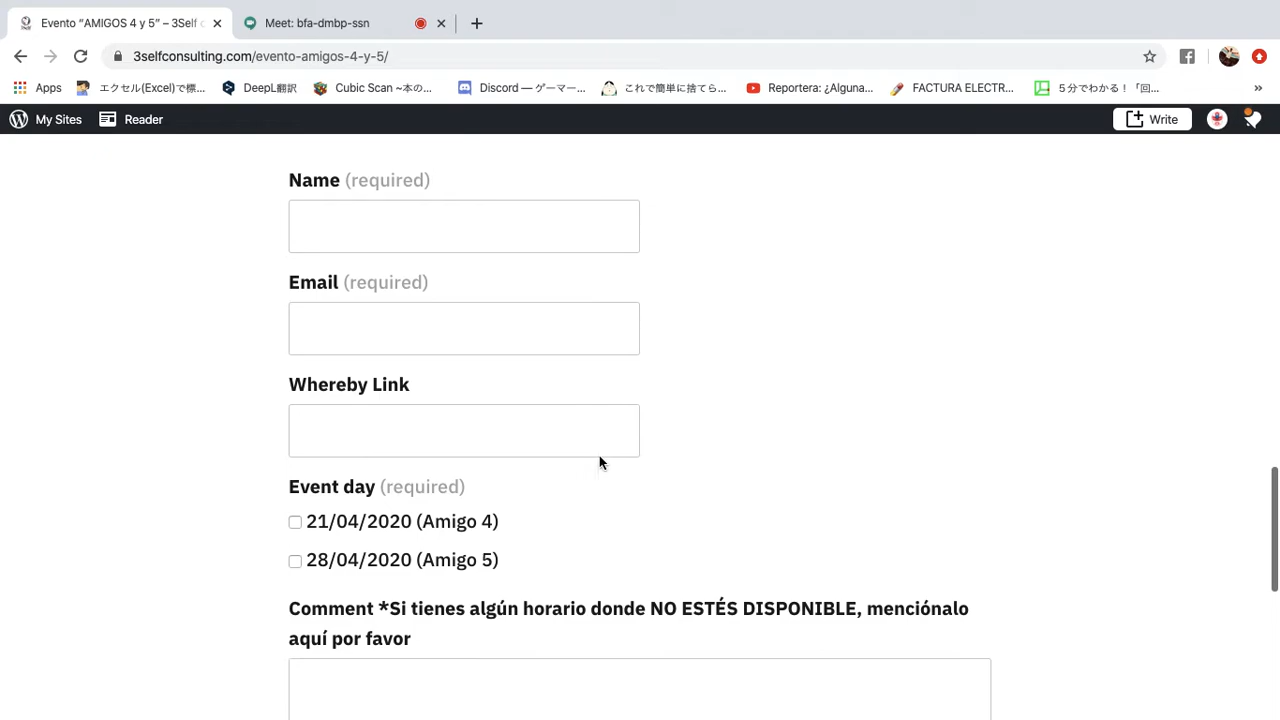 Evento “AMIGOS 4 y 5” – 3Self c
Meet: bfa-dmbp-ssn
3selfconsulting.com/evento-amigos-4-y-5/
Apps
エクセル(Excel)で標...
DeepL翻訳
Cubic Scan ~本の...
Discord — ゲーマー...
これで簡単に捨てら...
Reportera: ¿Alguna...
FACTURA ELECTR...
５分でわかる！「回...
»
My Sites
Reader
Write
Name (required)
Email (required)
Whereby Link
Event day (required)
21/04/2020 (Amigo 4)
28/04/2020 (Amigo 5)
Comment *Si tienes algún horario donde NO ESTÉS DISPONIBLE, menciónalo
aquí por favor